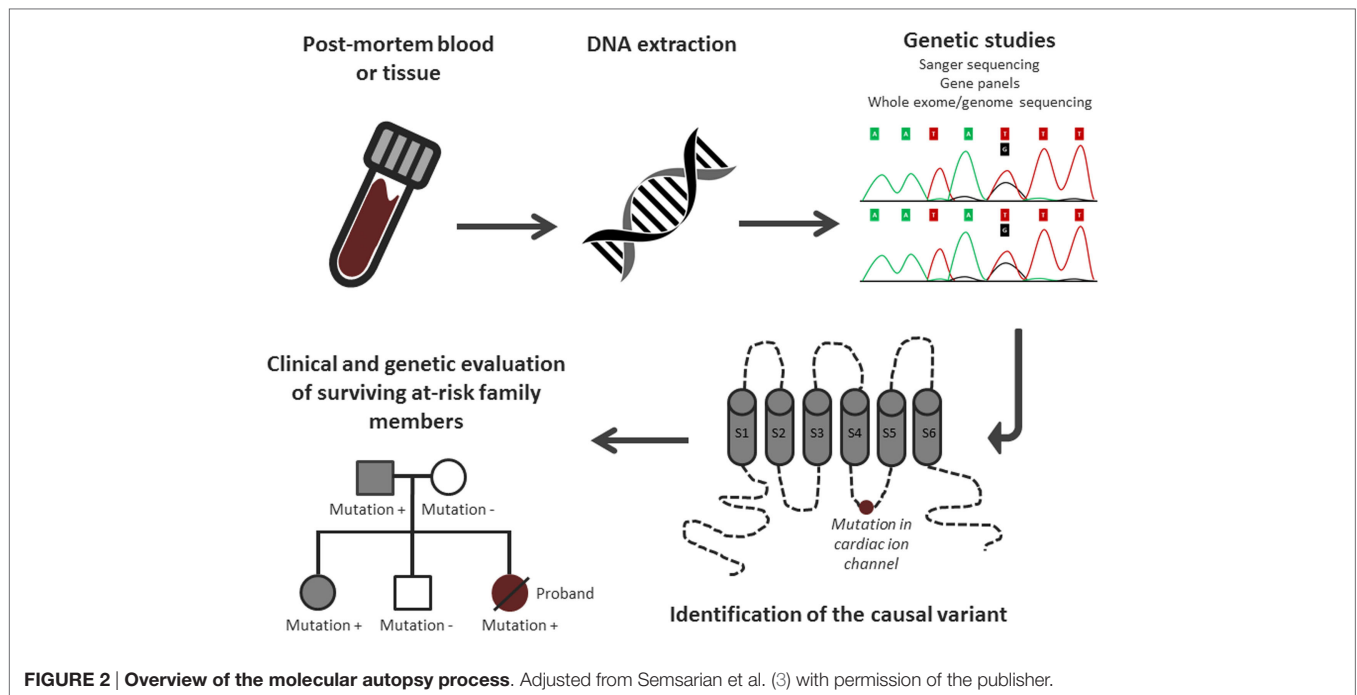 Post-mortem blood
or tissue
DNA extraction
Genetic studies
Sanger sequencing
Gene panels
Whole exome/genome sequencing
A A T A T T T
G
A A T A T T T
G
Clinical and genetic evaluation
of surviving at-risk family
members
Mutation + Mutation -
Proband
Mutation + Mutation - Mutation +
S1 S2 S3 S4 S5 S6
Mutation in
cardiac ion
channel
Identification of the causal variant
FIGURE 2 | Overview of the molecular autopsy process. Adjusted from Semsarian et al. (3) with permission of the publisher.